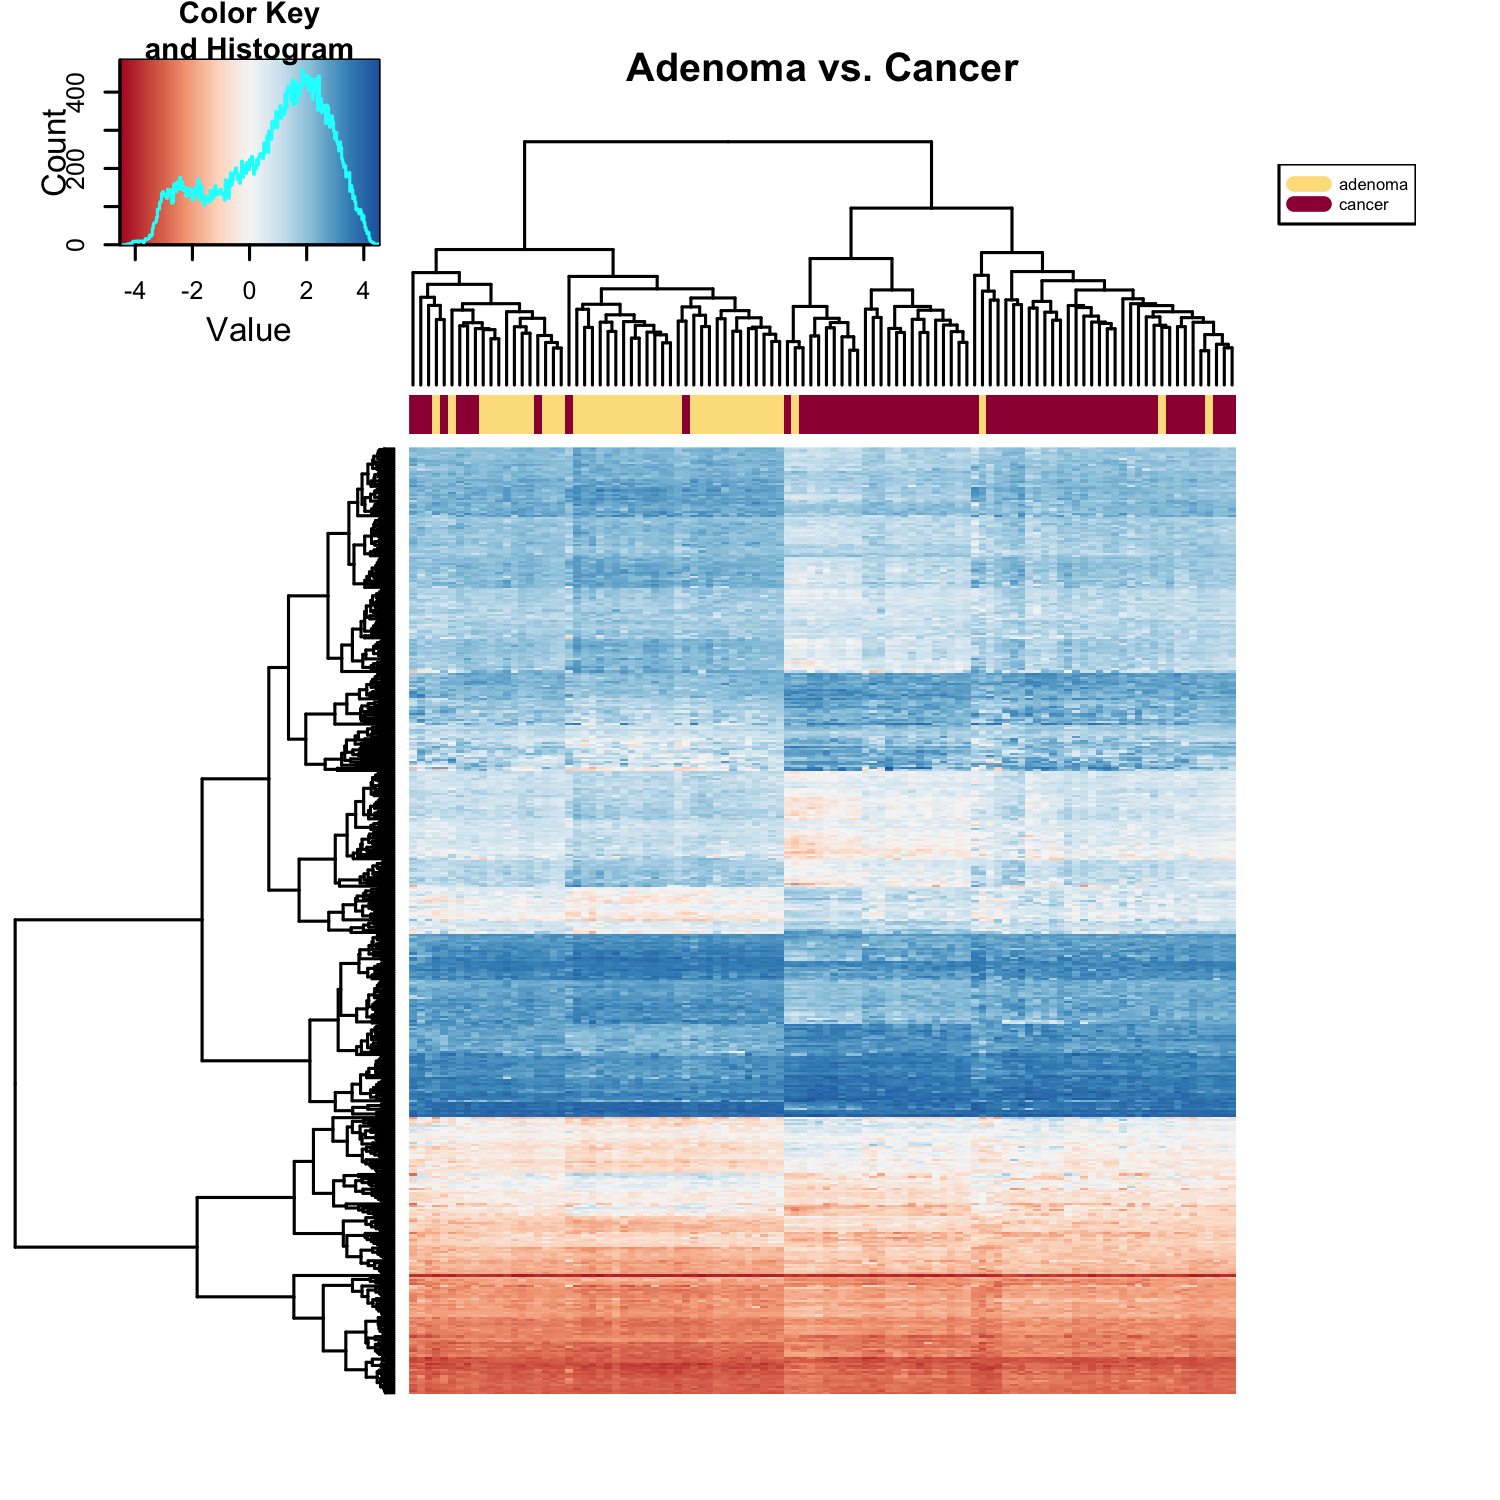 Color Key
and Histogram
Count
0
200
400
-4 -2 0 2 4
Value
Adenoma vs. Cancer
adenoma
cancer